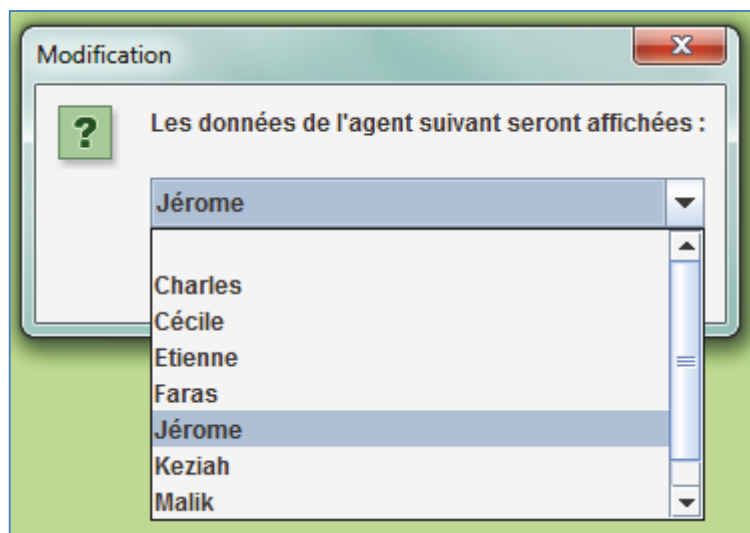 Modification
Les données de l'agent suivant seront affichées :
Jérome
Charles
Cécile
Etienne
Faras
Jérome
Keziah
Malik